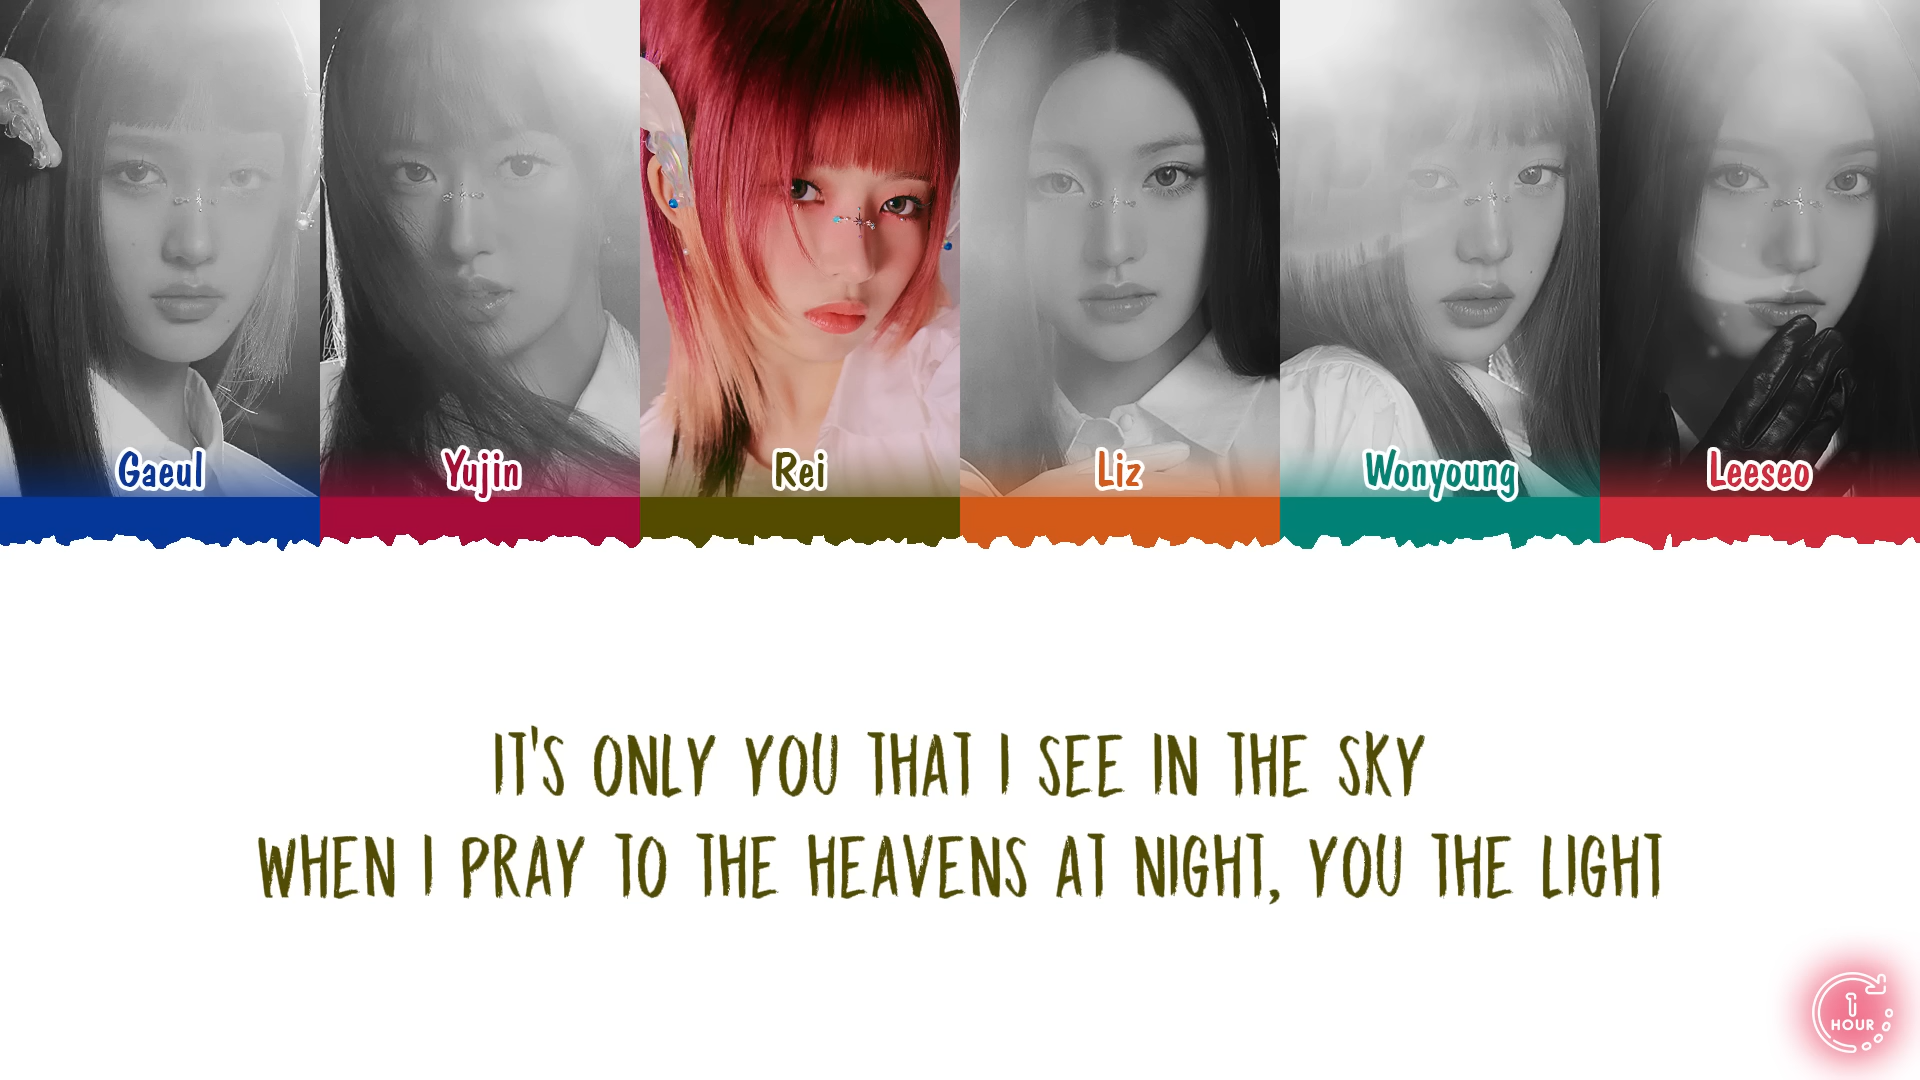 Gaeul
Yujin
Rei
Liz
Wonyoung
Leeseo
IT'S ONLY YOU THAT I SEE IN THE SKY
WHEN I PRAY TO THE HEAVENS AT NIGHT, YOU THE LIGHT
1
HOUR